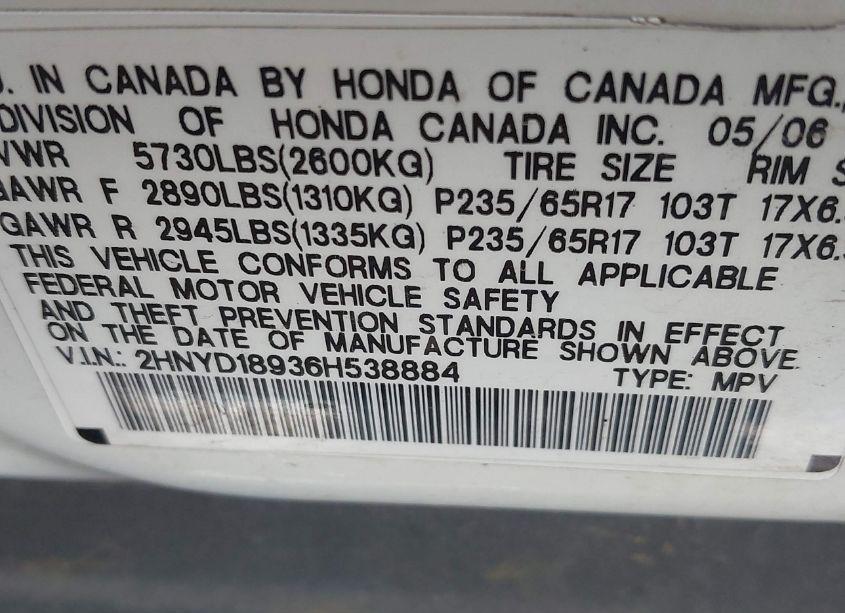 . IN CANADA BY HONDA OF CANADA MFG.,
DIVISION OF HONDA CANADA INC. 05/06
VWR 5730LBS(2600KG) TIRE SIZE RIM S
GAWR F 2890LBS(1310KG) P235/65R17 103T 17X6.
GAWR R 2945LBS(1335KG) P235/65R17 103T 17X6.
THIS VEHICLE CONFORMS TO ALL APPLICABLE
FEDERAL MOTOR VEHICLE SAFETY
AND THEFT PREVENTION STANDARDS IN EFFECT
ON THE DATE OF MANUFACTURE SHOWN ABOVE.
V.I.N.: 2HNYD18936H538884 TYPE: MPV